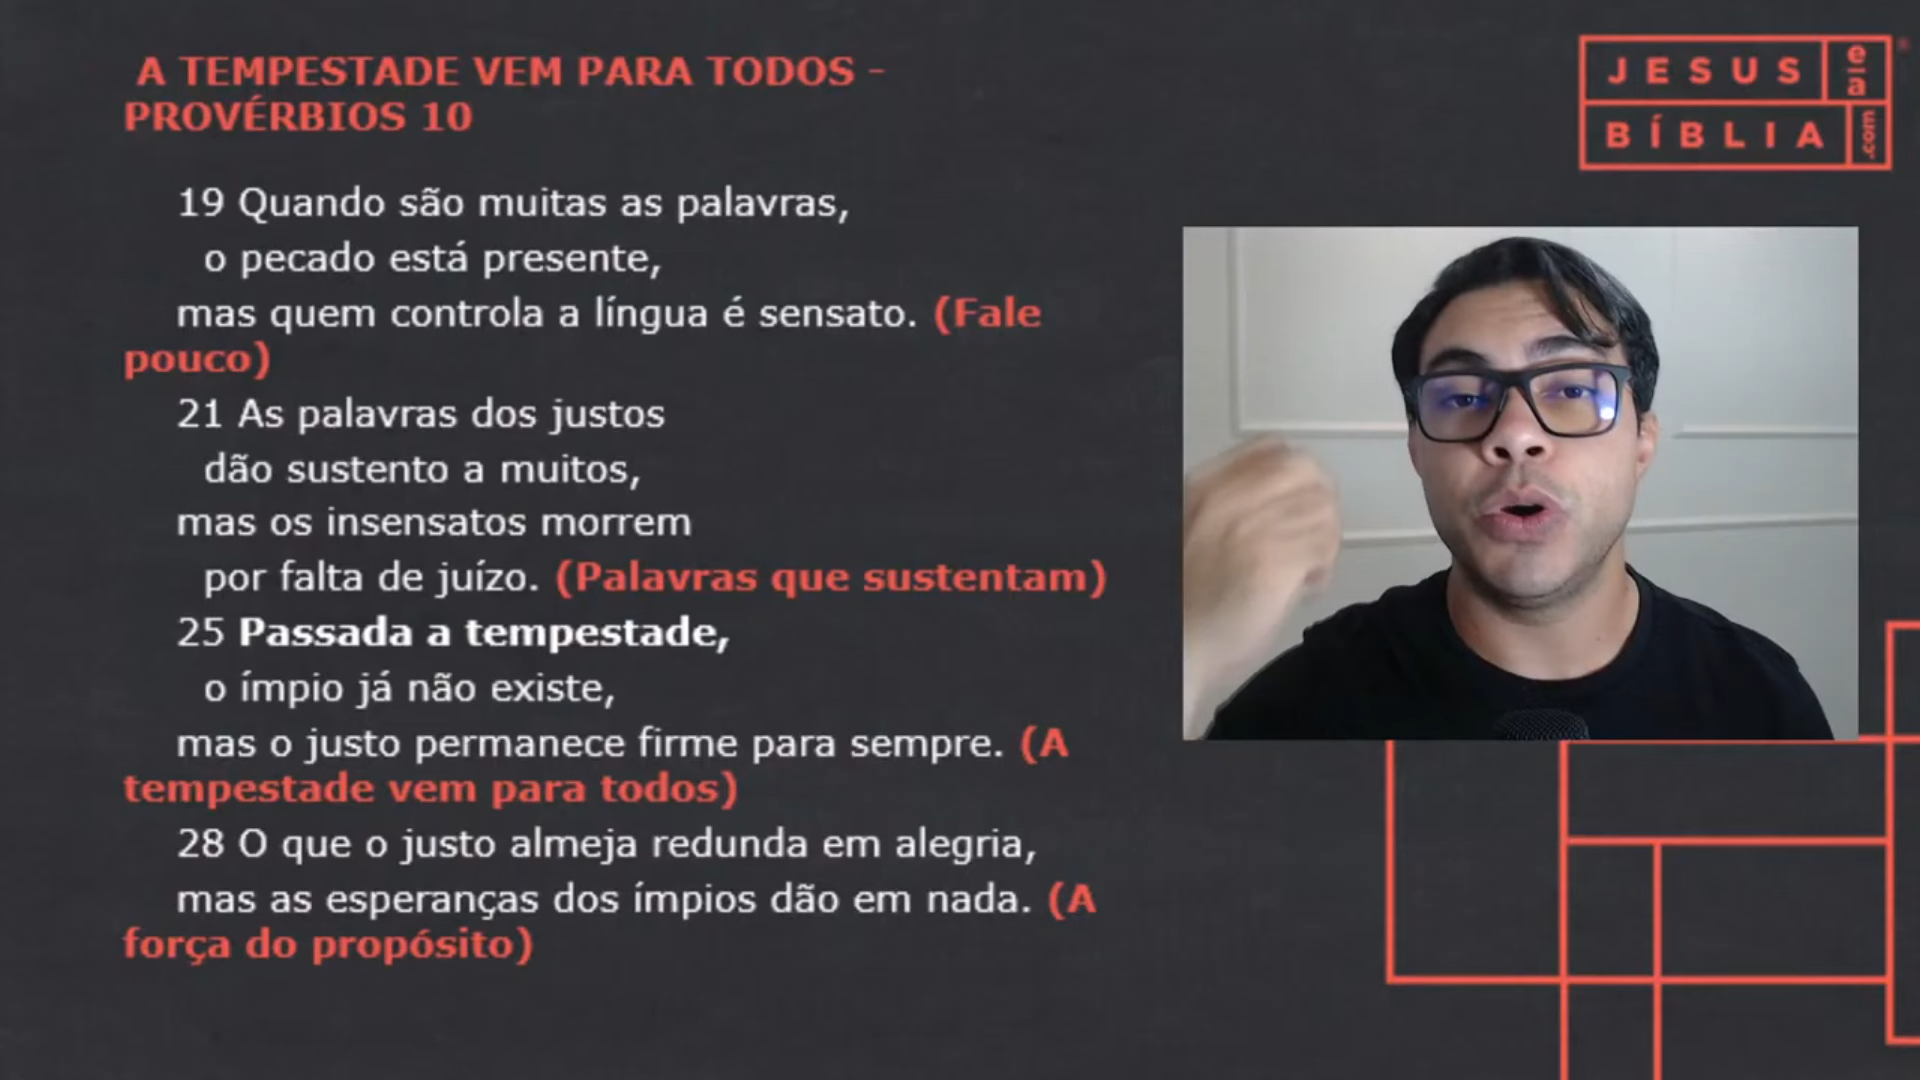 A TEMPESTADE VEM PARA TODOS -
PROVÉRBIOS 10
19 Quando são muitas as palavras,
o pecado está presente,
mas quem controla a língua é sensato. (Fale
pouco)
21 As palavras dos justos
dão sustento a muitos,
mas os insensatos morrem
por falta de juízo. (Palavras que sustentam)
25 Passada a tempestade,
o ímpio já não existe,
mas o justo permanece firme para sempre. (A
tempestade vem para todos)
28 O que o justo almeja redunda em alegria,
mas as esperanças dos ímpios dão em nada. (A
força do propósito)
JESUS e a
BÍBLIA .com